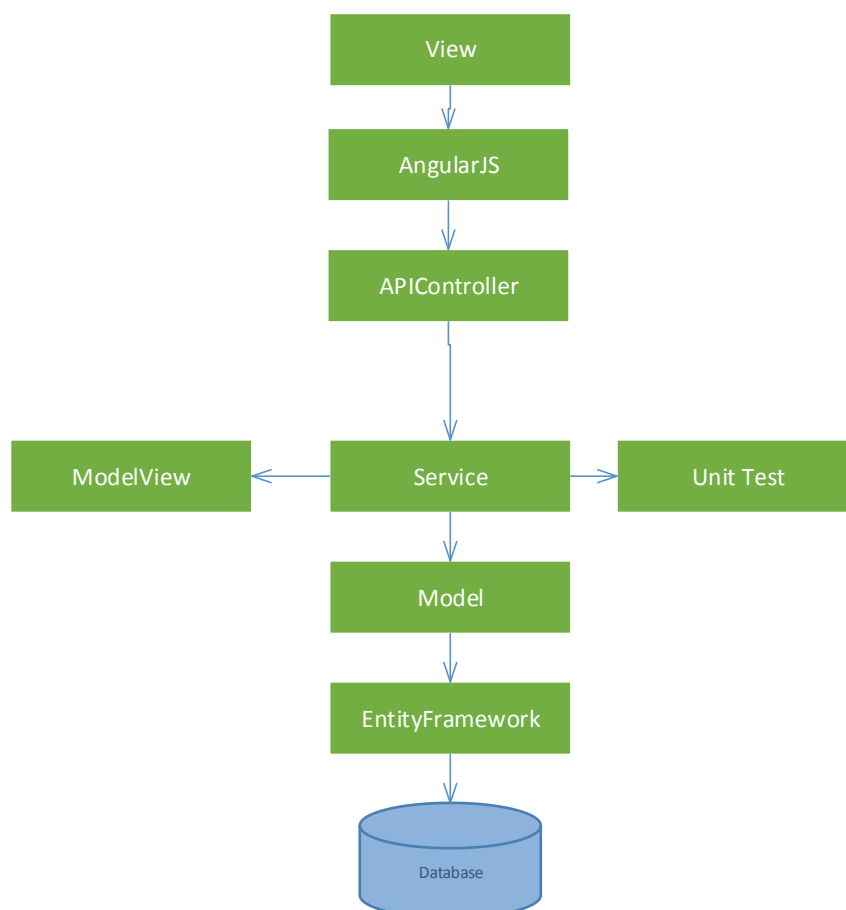 View
AngularJS
APIController
ModelView
Service
Unit Test
Model
EntityFramework
Database